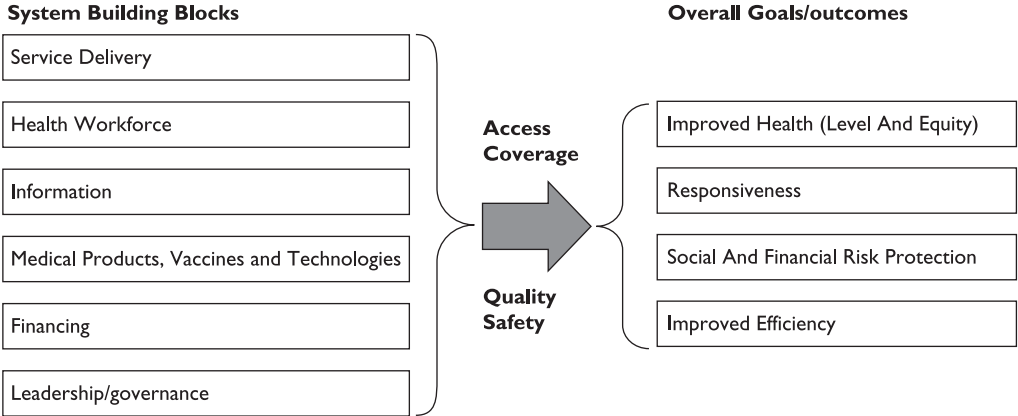 System Building Blocks
Service Delivery
Health Workforce
Information
Medical Products, Vaccines and Technologies
Financing
Leadership/governance
Access
Coverage
Quality
Safety
Overall Goals/outcomes
Improved Health (Level And Equity)
Responsiveness
Social And Financial Risk Protection
Improved Efficiency